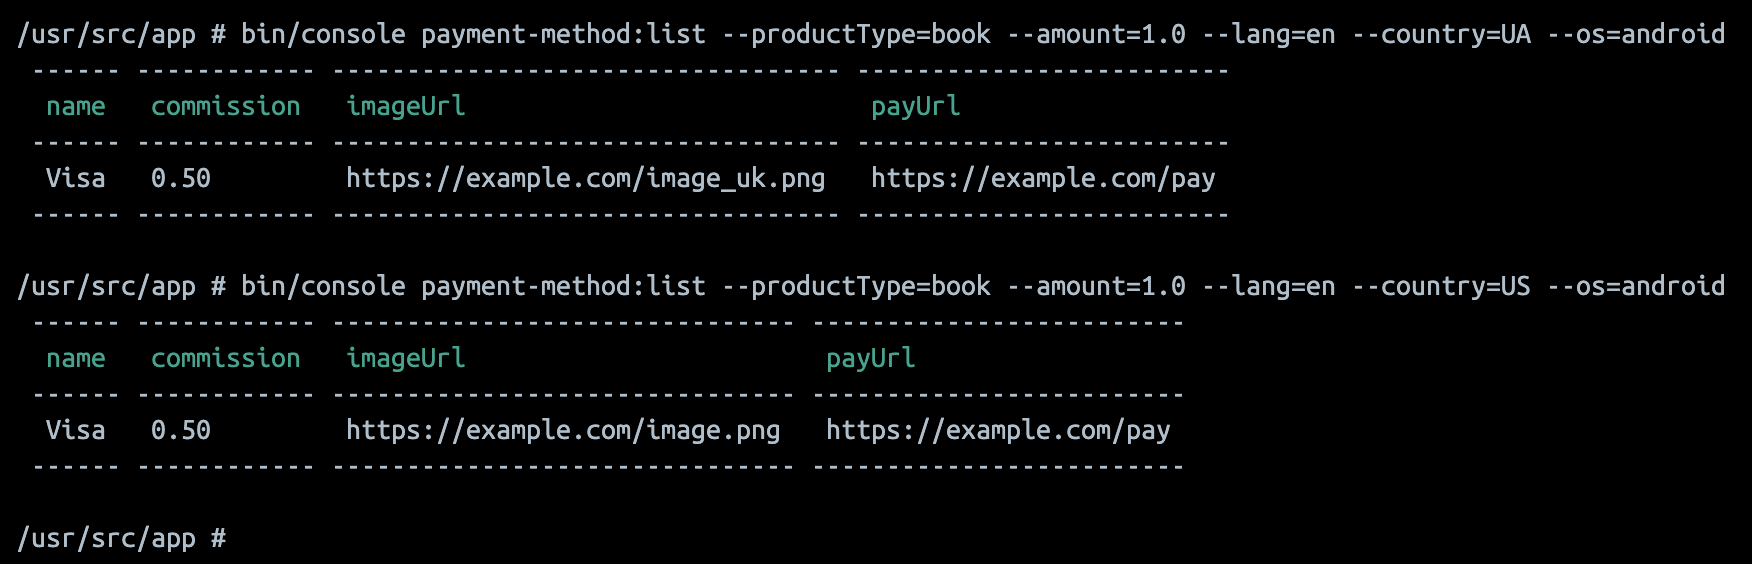 /usr/src/app # bin/console payment-method:list --productType=book --amount=1.0 --lang=en --country=UA --os=android
------ ------------ ---------------------------------- -------------------------
name commission imageUrl payUrl
------ ------------ ---------------------------------- -------------------------
Visa 0.50 https://example.com/image_uk.png https://example.com/pay
------ ------------ ---------------------------------- -------------------------
/usr/src/app # bin/console payment-method:list --productType=book --amount=1.0 --lang=en --country=US --os=android
------ ------------ ------------------------------- -------------------------
name commission imageUrl payUrl
------ ------------ ------------------------------- -------------------------
Visa 0.50 https://example.com/image.png https://example.com/pay
------ ------------ ------------------------------- -------------------------
/usr/src/app #